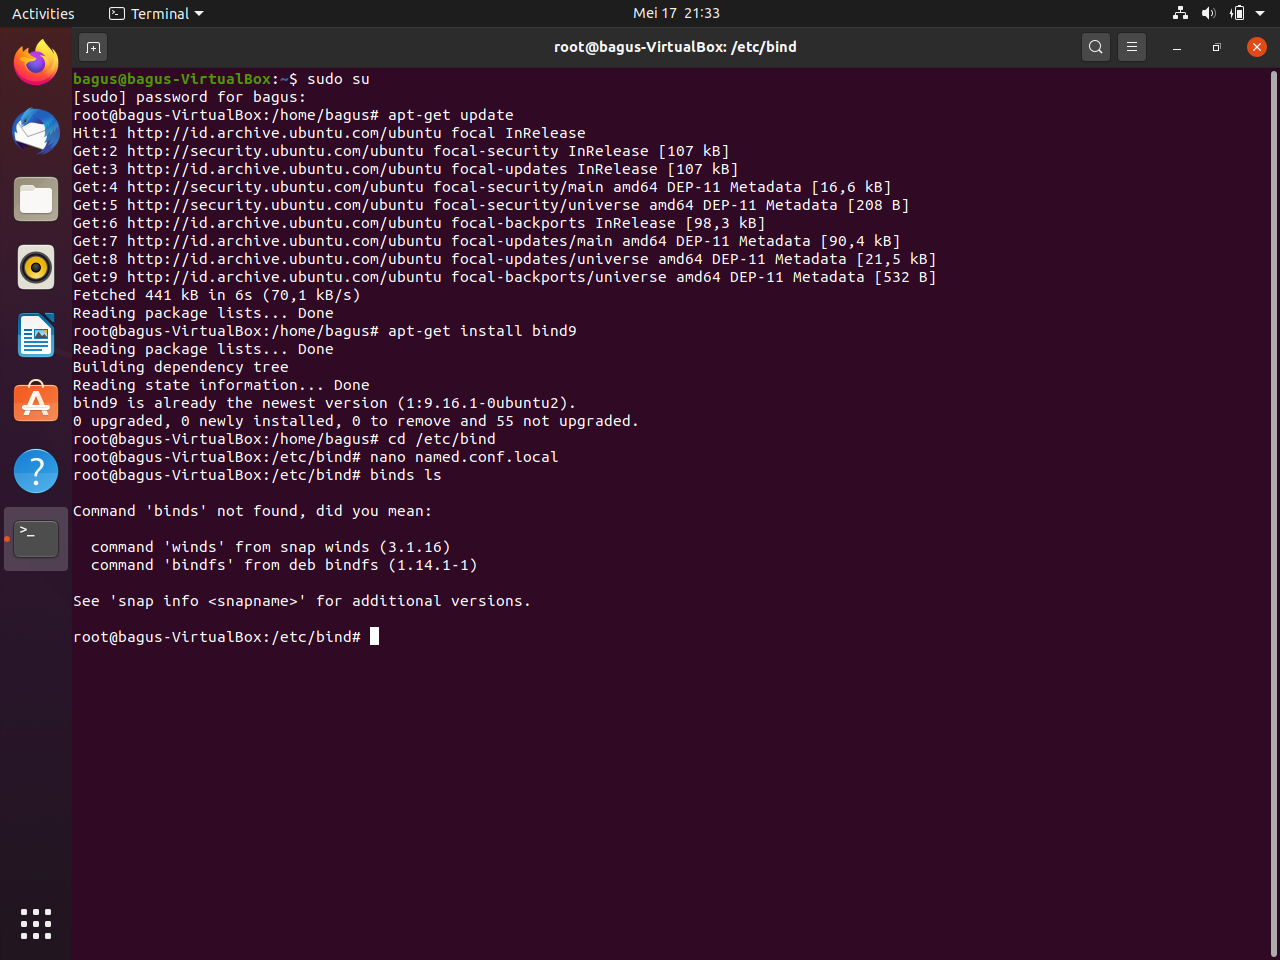 Activities
Terminal
Mei 17 21:33
root@bagus-VirtualBox: /etc/bind
bagus@bagus-VirtualBox:~$ sudo su
[sudo] password for bagus:
root@bagus-VirtualBox:/home/bagus# apt-get update
Hit:1 http://id.archive.ubuntu.com/ubuntu focal InRelease
Get:2 http://security.ubuntu.com/ubuntu focal-security InRelease [107 kB]
Get:3 http://id.archive.ubuntu.com/ubuntu focal-updates InRelease [107 kB]
Get:4 http://security.ubuntu.com/ubuntu focal-security/main amd64 DEP-11 Metadata [16,6 kB]
Get:5 http://security.ubuntu.com/ubuntu focal-security/universe amd64 DEP-11 Metadata [208 B]
Get:6 http://id.archive.ubuntu.com/ubuntu focal-backports InRelease [98,3 kB]
Get:7 http://id.archive.ubuntu.com/ubuntu focal-updates/main amd64 DEP-11 Metadata [90,4 kB]
Get:8 http://id.archive.ubuntu.com/ubuntu focal-updates/universe amd64 DEP-11 Metadata [21,5 kB]
Get:9 http://id.archive.ubuntu.com/ubuntu focal-backports/universe amd64 DEP-11 Metadata [532 B]
Fetched 441 kB in 6s (70,1 kB/s)
Reading package lists... Done
root@bagus-VirtualBox:/home/bagus# apt-get install bind9
Reading package lists... Done
Building dependency tree
Reading state information... Done
bind9 is already the newest version (1:9.16.1-0ubuntu2).
0 upgraded, 0 newly installed, 0 to remove and 55 not upgraded.
root@bagus-VirtualBox:/home/bagus# cd /etc/bind
root@bagus-VirtualBox:/etc/bind# nano named.conf.local
root@bagus-VirtualBox:/etc/bind# binds ls
Command 'binds' not found, did you mean:
command 'winds' from snap winds (3.1.16)
command 'bindfs' from deb bindfs (1.14.1-1)
See 'snap info <snapname>' for additional versions.
root@bagus-VirtualBox:/etc/bind#